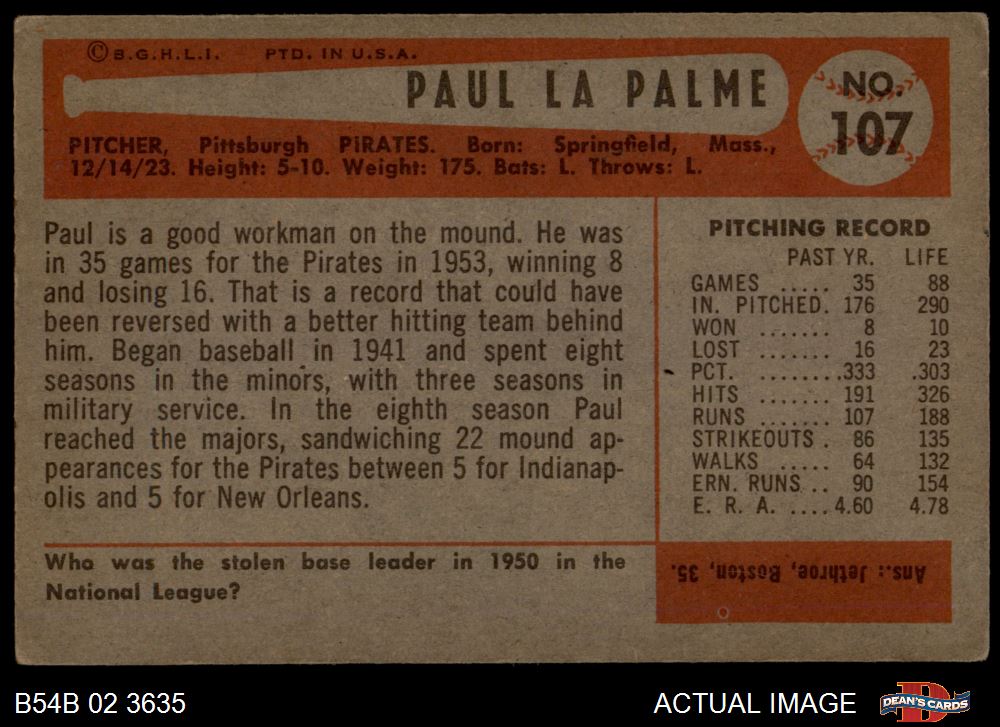 © B.G.H.L.I. PTD. IN U.S.A.
PAUL LA PALME
NO.
107
PITCHER, Pittsburgh PIRATES. Born: Springfield, Mass.,
12/14/23. Height: 5-10. Weight: 175. Bats: L. Throws: L.
Paul is a good workman on the mound. He was
in 35 games for the Pirates in 1953, winning 8
and losing 16. That is a record that could have
been reversed with a better hitting team behind
him. Began baseball in 1941 and spent eight
seasons in the minors, with three seasons in
military service. In the eighth season Paul
reached the majors, sandwiching 22 mound ap-
pearances for the Pirates between 5 for Indianap-
olis and 5 for New Orleans.
PITCHING RECORD
PAST YR. LIFE
GAMES ..... 35 88
IN. PITCHED. 176 290
WON ....... 8 10
LOST ....... 16 23
PCT. ........333 .303
HITS ....... 191 326
RUNS ....... 107 188
STRIKEOUTS . 86 135
WALKS ..... 64 132
ERN. RUNS .. 90 154
E. R. A. .... 4.60 4.78
Who was the stolen base leader in 1950 in the
National League?
Ans.: Jethroe, Boston, 35.
B54B 02 3635
ACTUAL IMAGE
D
DEAN'S CARDS